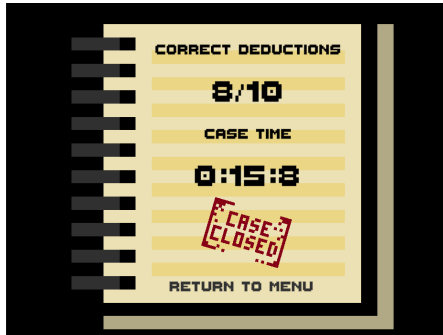 CORRECT DEDUCTIONS
8/10
CASE TIME
0:15:8
CASE
CLOSED
RETURN TO MENU